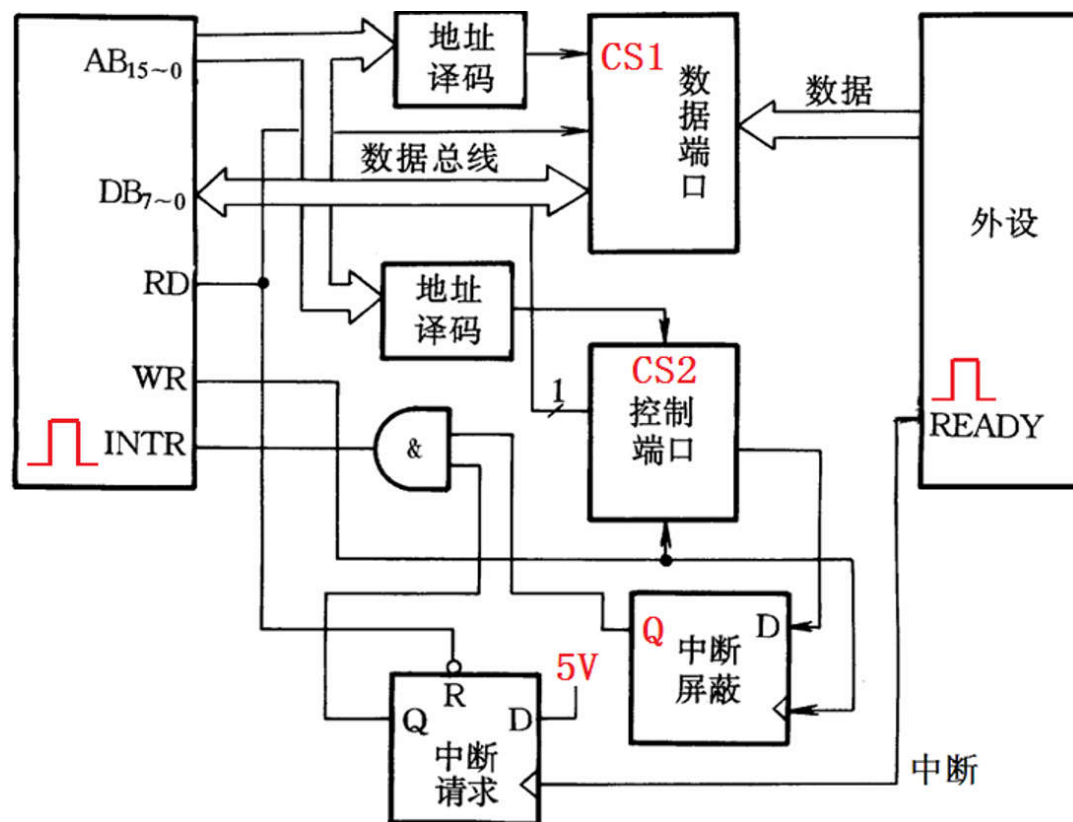 AB15~0
地址
译码
CS1
数据端口
数据
数据总线
DB7~0
外设
RD
地址
译码
WR
1
CS2
控制
端口
INTR
&
READY
Q
D
中断
屏蔽
5V
R
Q
D
中断
请求
中断